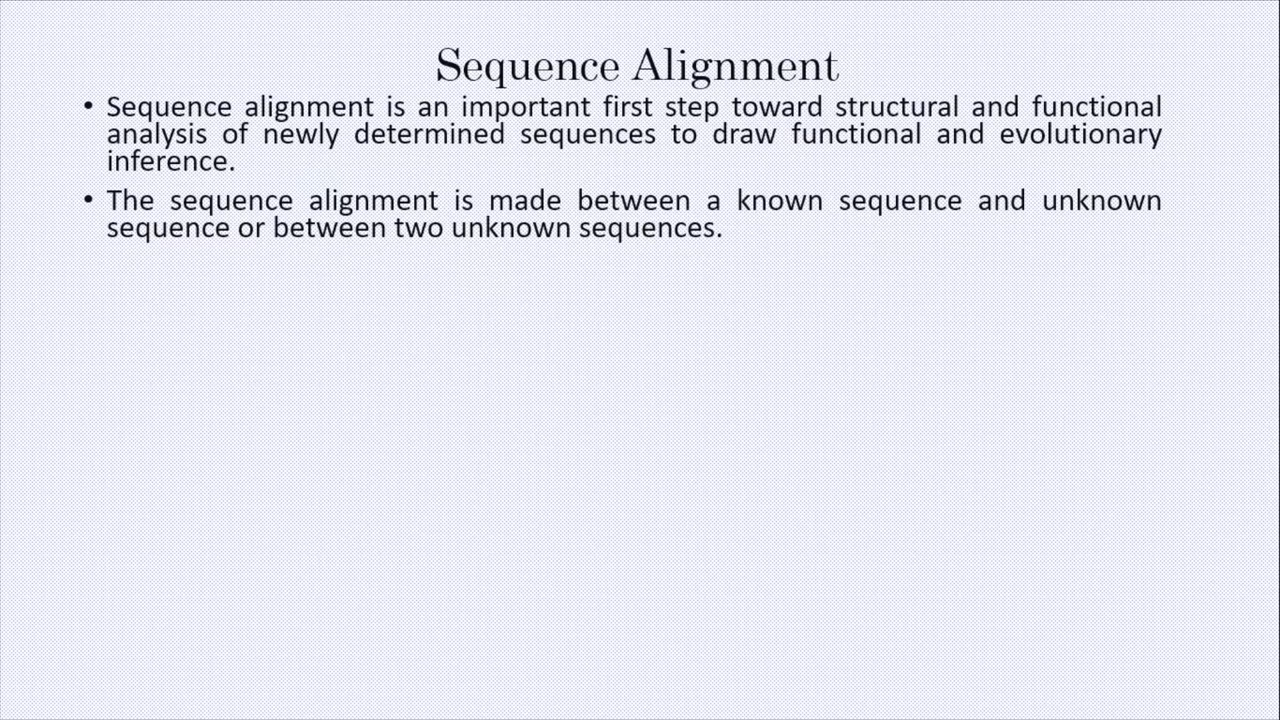 Sequence Alignment
• Sequence alignment is an important first step toward structural and functional
analysis of newly determined sequences to draw functional and evolutionary
inference.
• The sequence alignment is made between a known sequence and unknown
sequence or between two unknown sequences.